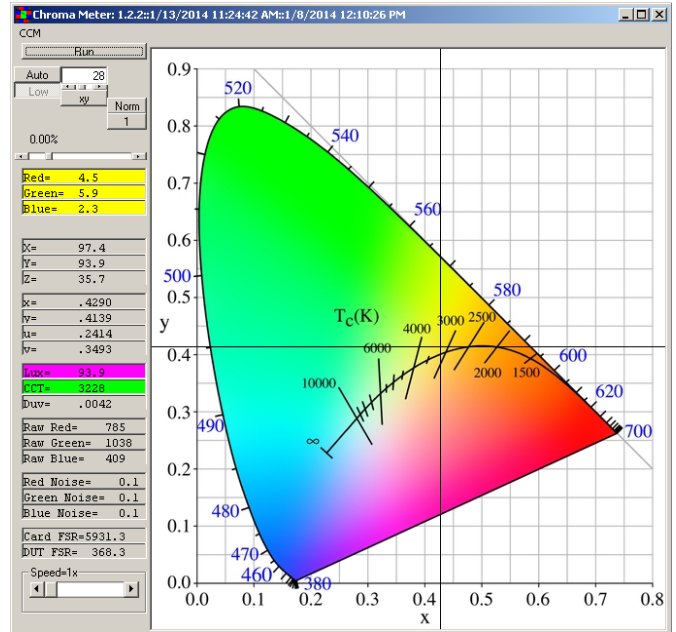 Chroma Meter: 1.2.2::1/13/2014 11:24:42 AM::1/8/2014 12:10:26 PM
CCM
Run
Auto 28
Low xy Norm
1
0.00%
Red= 4.5
Green= 5.9
Blue= 2.3
X= 97.4
Y= 93.9
Z= 35.7
x= .4290
y= .4139
u= .2414
v= .3493
Lux= 93.9
CCT= 3228
Duv= .0042
Raw Red= 785
Raw Green= 1038
Raw Blue= 409
Red Noise= 0.1
Green Noise= 0.1
Blue Noise= 0.1
Card FSR=5931.3
DUT FSR= 368.3
Speed=1x
0.9
0.8
0.7
0.6
0.5
0.4
0.3
0.2
0.1
0.0
y
520
540
560
500
580
Tc(K)
4000 3000 2500
6000
600
10000
2000 1500
620
490
700
∞
480
470
460 380
0.0 0.1 0.2 0.3 0.4 0.5 0.6 0.7 0.8
x